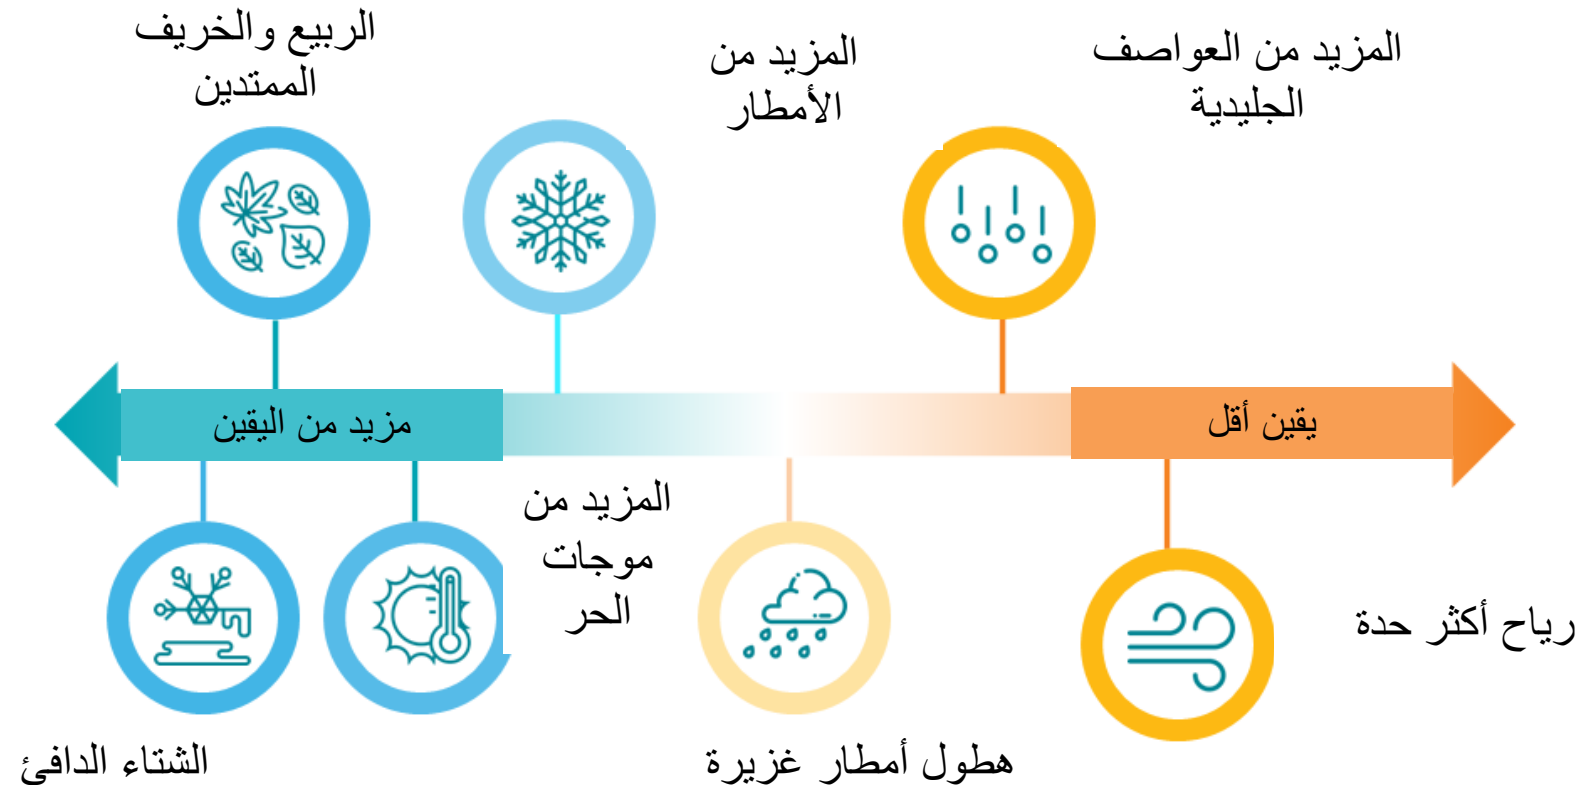 الربيع والخريف
الممتدين
المزيد من
الأمطار
المزيد من العواصف
الجليدية
مزيد من اليقين
يقين أقل
المزيد من
موجات
الحر
رياح أكثر حدة
الشتاء الدافئ
هطول أمطار غزيرة